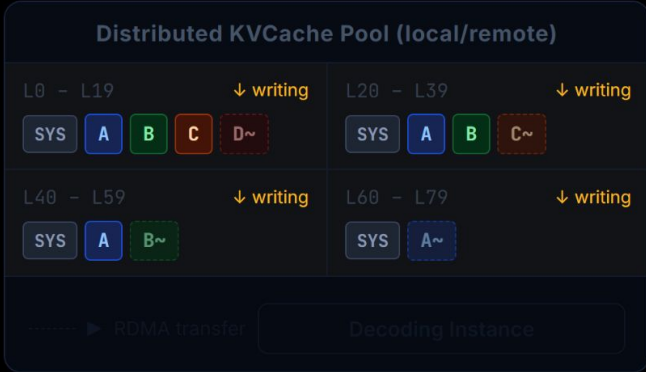 Distributed KVCache Pool (local/remote)
L0 – L19 ↓ writing
SYS A B C D~
L20 – L39 ↓ writing
SYS A B C~
L40 – L59 ↓ writing
SYS A B~
L60 – L79 ↓ writing
SYS A~
RDMA transfer
Decoding Instance